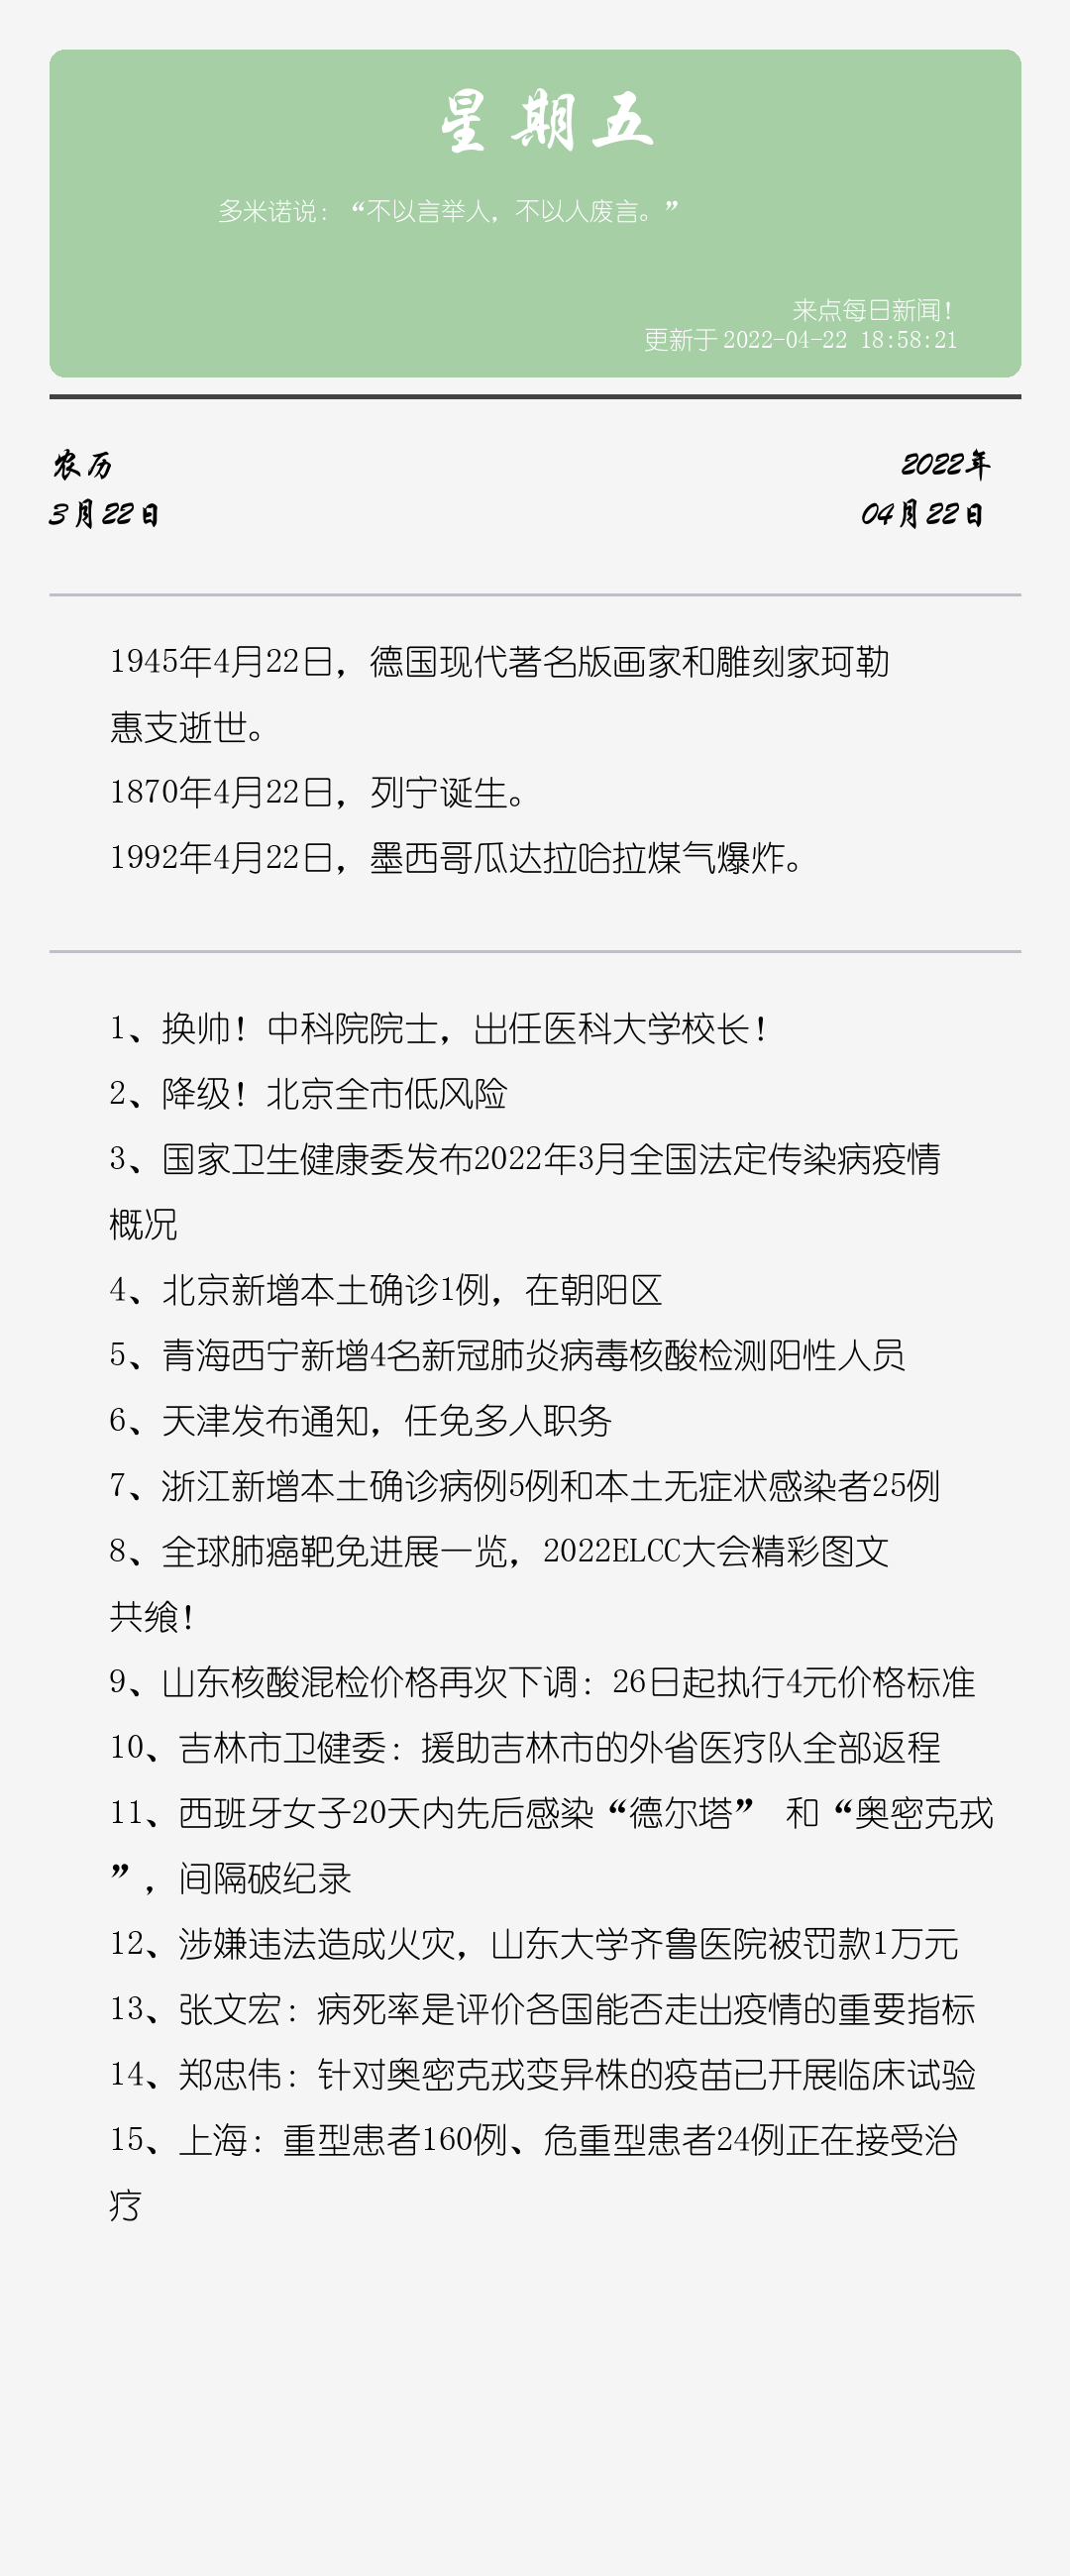 星期五
多米诺说：“不以言举人，不以人废言。”
来点每日新闻！
更新于 2022-04-22 18:58:21
农历
2022年
3月22日
04月22日
1945年4月22日，德国现代著名版画家和雕刻家珂勒
惠支逝世。
1870年4月22日，列宁诞生。
1992年4月22日，墨西哥瓜达拉哈拉煤气爆炸。
1、换帅！中科院院士，出任医科大学校长！
2、降级！北京全市低风险
3、国家卫生健康委发布2022年3月全国法定传染病疫情
概况
4、北京新增本土确诊1例，在朝阳区
5、青海西宁新增4名新冠肺炎病毒核酸检测阳性人员
6、天津发布通知，任免多人职务
7、浙江新增本土确诊病例5例和本土无症状感染者25例
8、全球肺癌靶免进展一览，2022ELCC大会精彩图文
共飨！
9、山东核酸混检价格再次下调：26日起执行4元价格标准
10、吉林市卫健委：援助吉林市的外省医疗队全部返程
11、西班牙女子20天内先后感染“德尔塔” 和“奥密克戎
”，间隔破纪录
12、涉嫌违法造成火灾，山东大学齐鲁医院被罚款1万元
13、张文宏：病死率是评价各国能否走出疫情的重要指标
14、郑忠伟：针对奥密克戎变异株的疫苗已开展临床试验
15、上海：重型患者160例、危重型患者24例正在接受治
疗